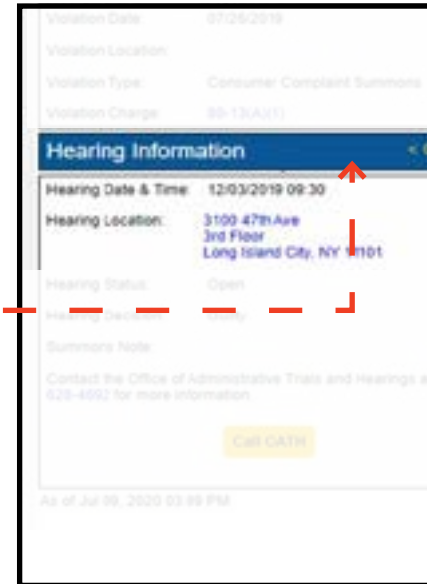 Violation Date: 07/26/2019
Violation Location:
Violation Type: Consumer Complaint Summons
Violation Charge:
Hearing Information <
Hearing Date & Time: 12/03/2019 09:30
Hearing Location: 3100 47th Ave
3rd Floor
Long Island City, NY 11101
Hearing Status: Open
Hearing Decision:
Summons Note:
Contact the Office of Administrative Trials and Hearings
for more information.
Call OATH
As of Jul 09, 2020 PM